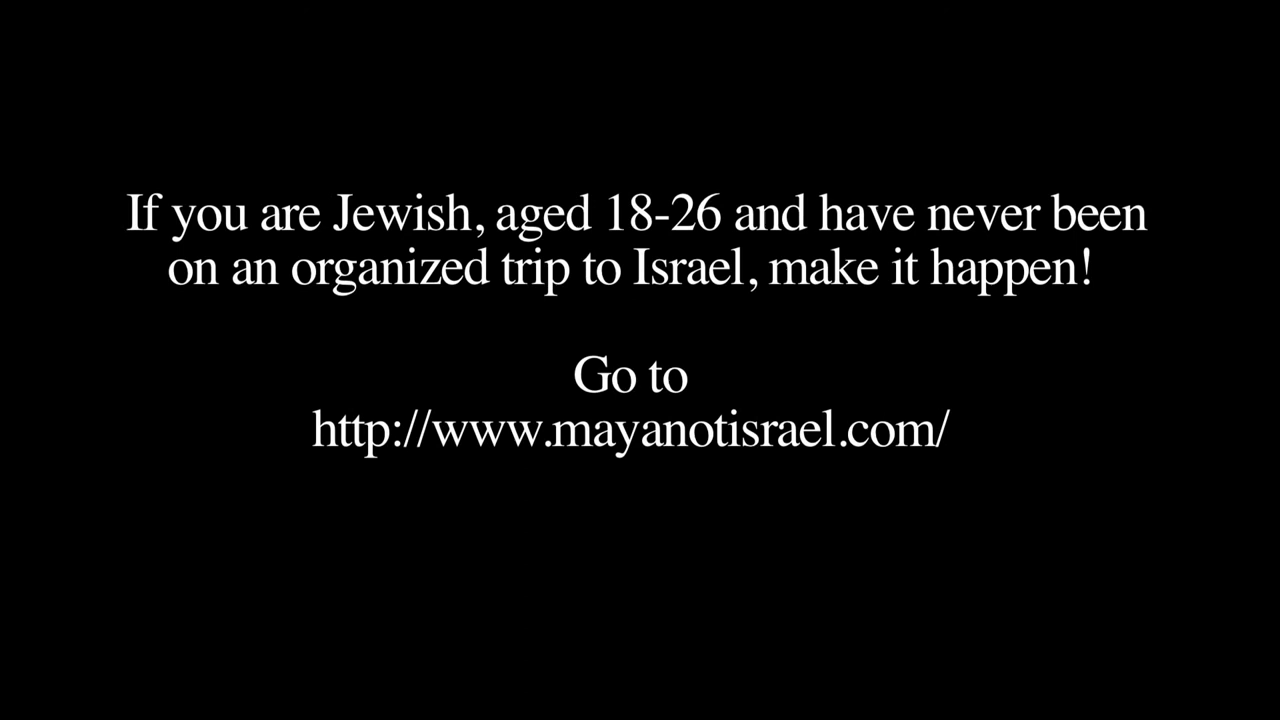 If you are Jewish, aged 18-26 and have never been
on an organized trip to Israel, make it happen!
Go to
http://www.mayanotisrael.com/